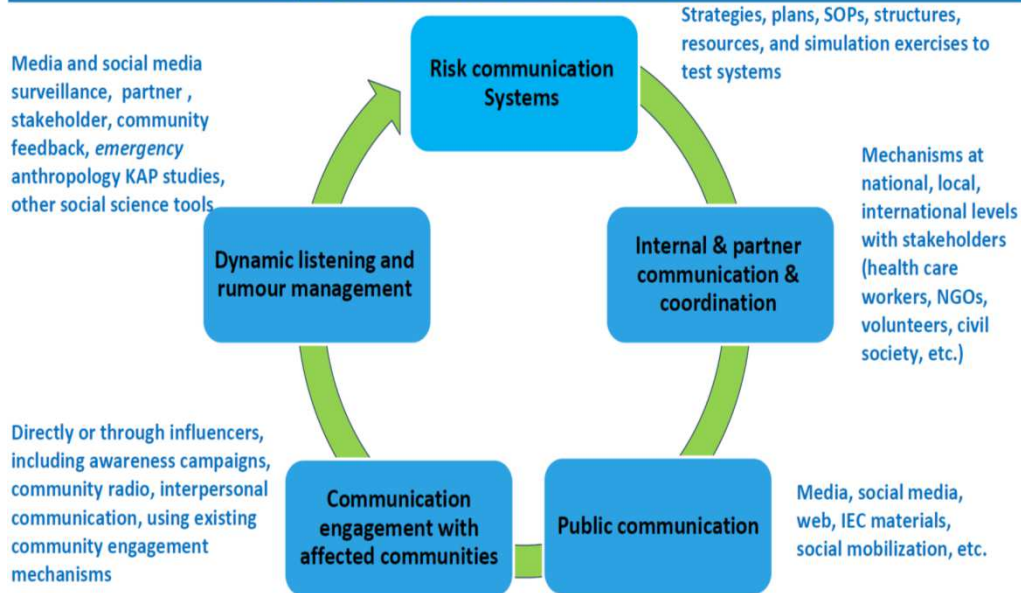 Risk communication
Systems
Strategies, plans, SOPs, structures,
resources, and simulation exercises to
test systems
Internal & partner
communication &
coordination
Mechanisms at
national, local,
international levels
with stakeholders
(health care
workers, NGOs,
volunteers, civil
society, etc.)
Public communication
Media, social media,
web, IEC materials,
social mobilization, etc.
Communication
engagement with
affected communities
Directly or through influencers,
including awareness campaigns,
community radio, interpersonal
communication, using existing
community engagement
mechanisms
Dynamic listening and
rumour management
Media and social media
surveillance, partner ,
stakeholder, community
feedback, emergency
anthropology KAP studies,
other social science tools